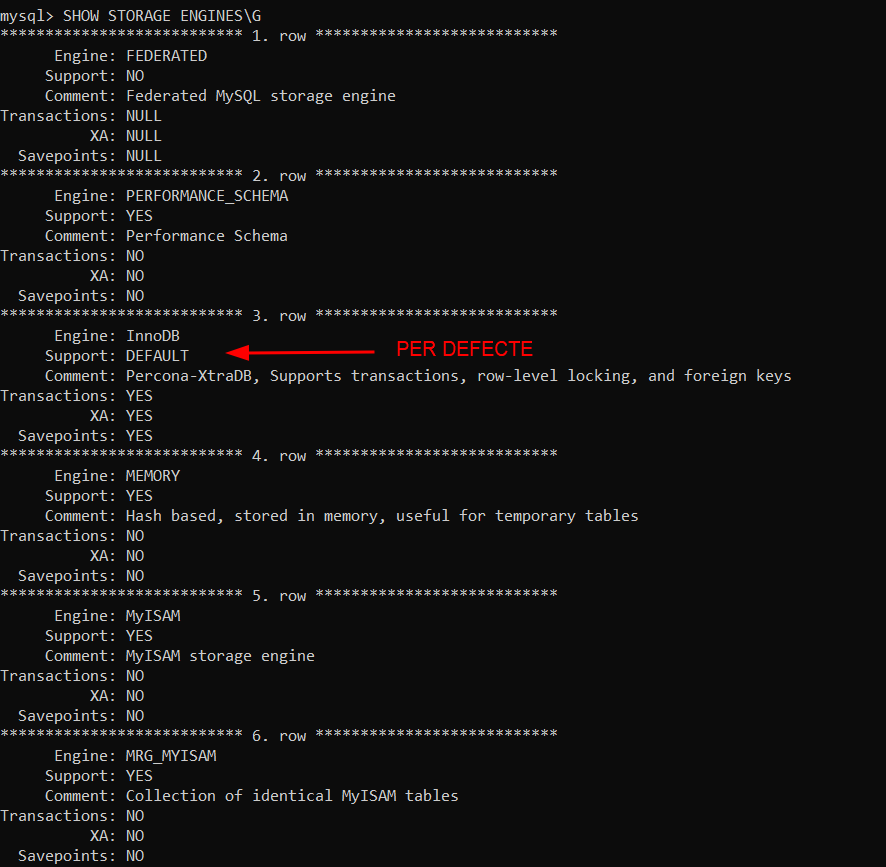 mysql> SHOW STORAGE ENGINES\G
*************************** 1. row ***************************
      Engine: FEDERATED
     Support: NO
     Comment: Federated MySQL storage engine
Transactions: NULL
          XA: NULL
  Savepoints: NULL
*************************** 2. row ***************************
      Engine: PERFORMANCE_SCHEMA
     Support: YES
     Comment: Performance Schema
Transactions: NO
          XA: NO
  Savepoints: NO
*************************** 3. row ***************************
      Engine: InnoDB
     Support: DEFAULT PER DEFECTE
     Comment: Percona-XtraDB, Supports transactions, row-level locking, and foreign keys
Transactions: YES
          XA: YES
  Savepoints: YES
*************************** 4. row ***************************
      Engine: MEMORY
     Support: YES
     Comment: Hash based, stored in memory, useful for temporary tables
Transactions: NO
          XA: NO
  Savepoints: NO
*************************** 5. row ***************************
      Engine: MyISAM
     Support: YES
     Comment: MyISAM storage engine
Transactions: NO
          XA: NO
  Savepoints: NO
*************************** 6. row ***************************
      Engine: MRG_MYISAM
     Support: YES
     Comment: Collection of identical MyISAM tables
Transactions: NO
          XA: NO
  Savepoints: NO